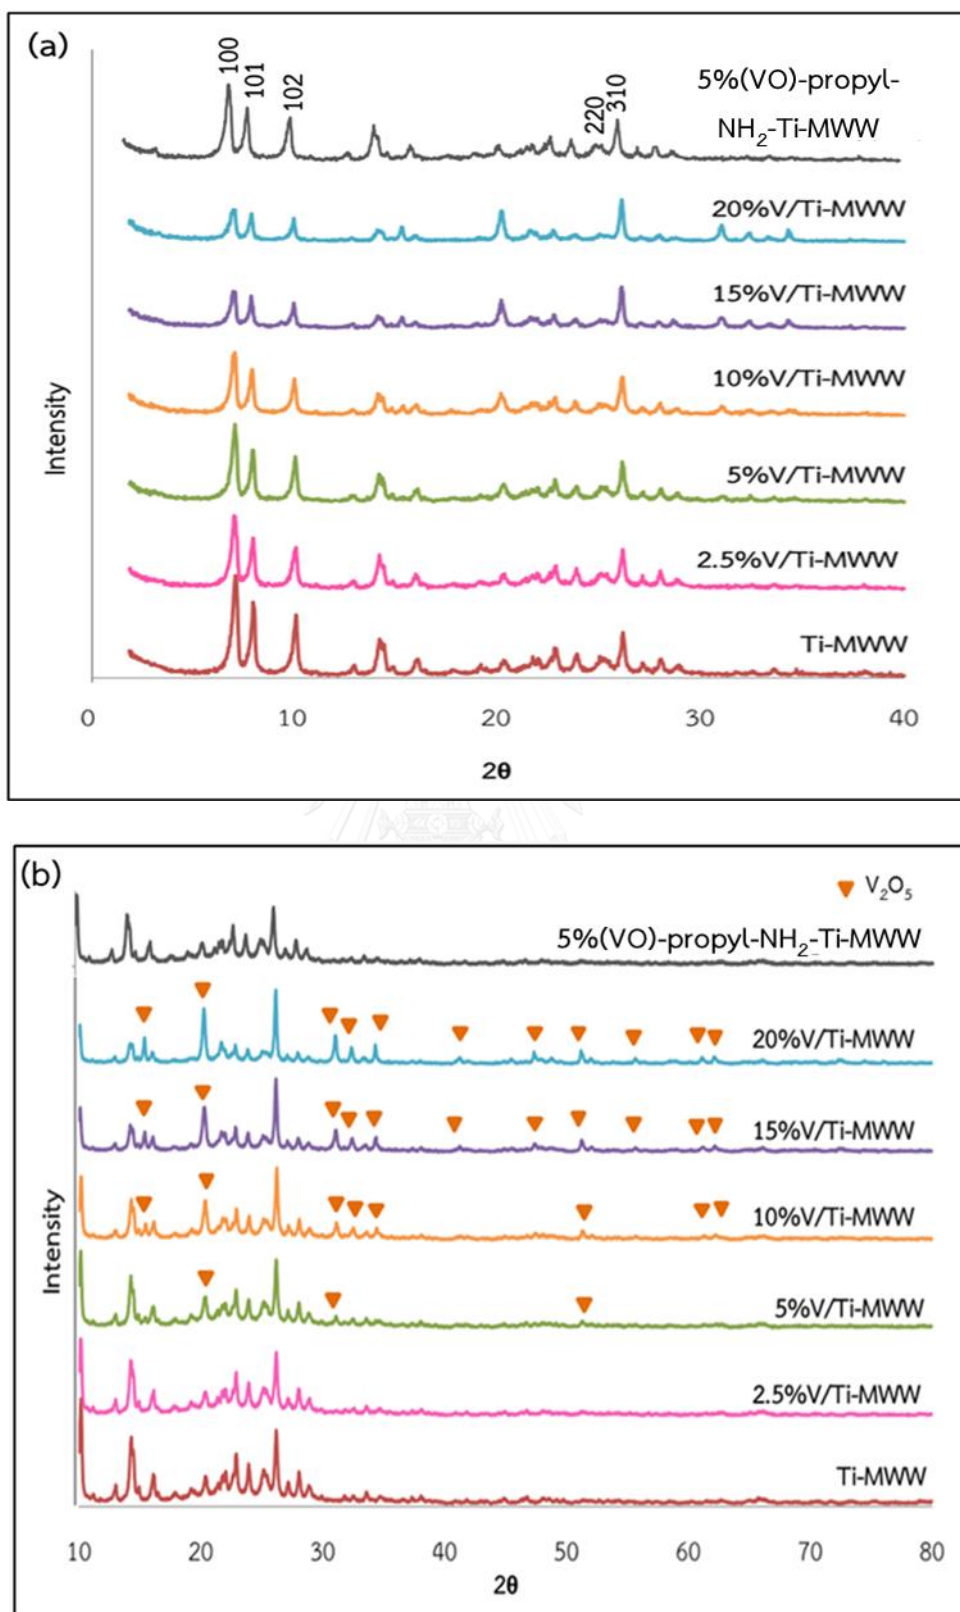 (a)
100
101
102
220
310
5%(VO)-propyl-
NH2-Ti-MWW
20%V/Ti-MWW
15%V/Ti-MWW
10%V/Ti-MWW
5%V/Ti-MWW
2.5%V/Ti-MWW
Ti-MWW
Intensity
0 10 20 30 40
2θ
(b)
V2O5
5%(VO)-propyl-NH2-Ti-MWW
20%V/Ti-MWW
15%V/Ti-MWW
10%V/Ti-MWW
5%V/Ti-MWW
2.5%V/Ti-MWW
Ti-MWW
Intensity
10 20 30 40 50 60 70 80
2θ